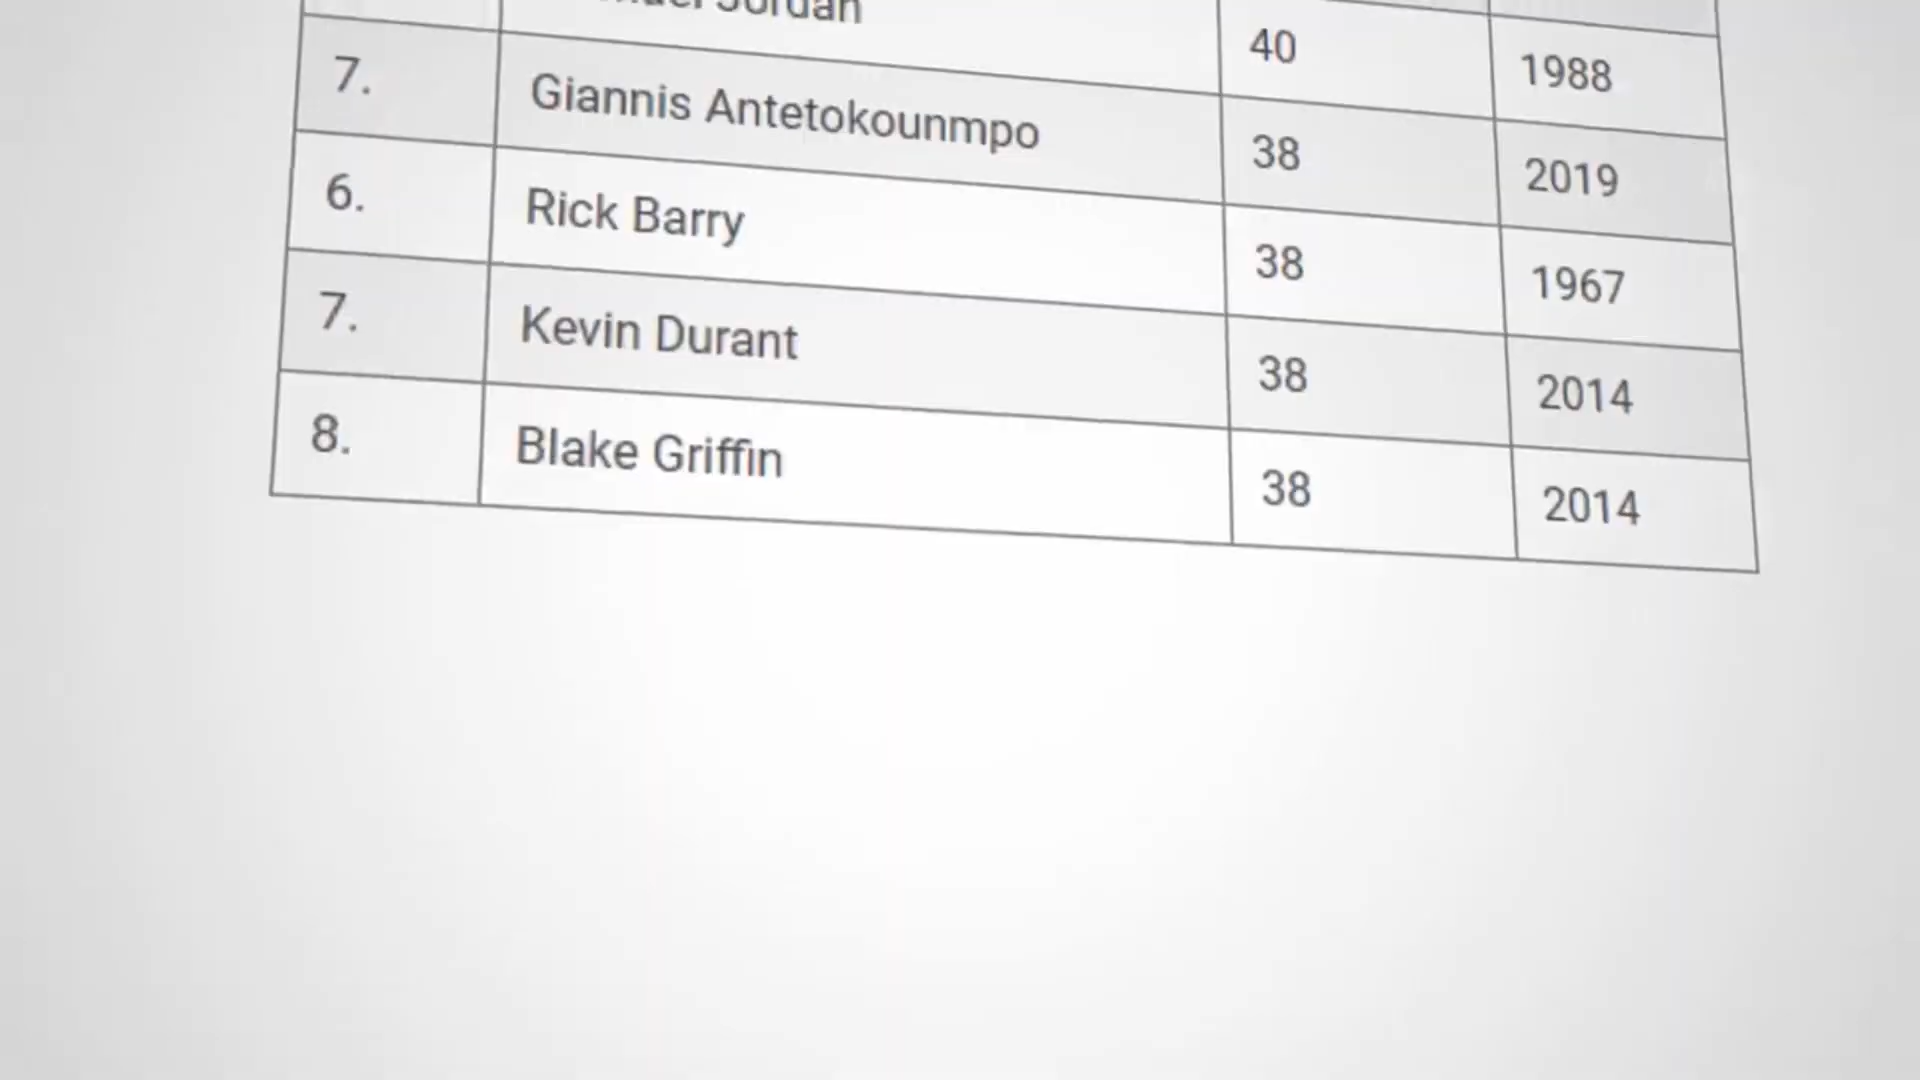 Jordan 40 1988
7. Giannis Antetokounmpo 38 2019
6. Rick Barry 38 1967
7. Kevin Durant 38 2014
8. Blake Griffin 38 2014